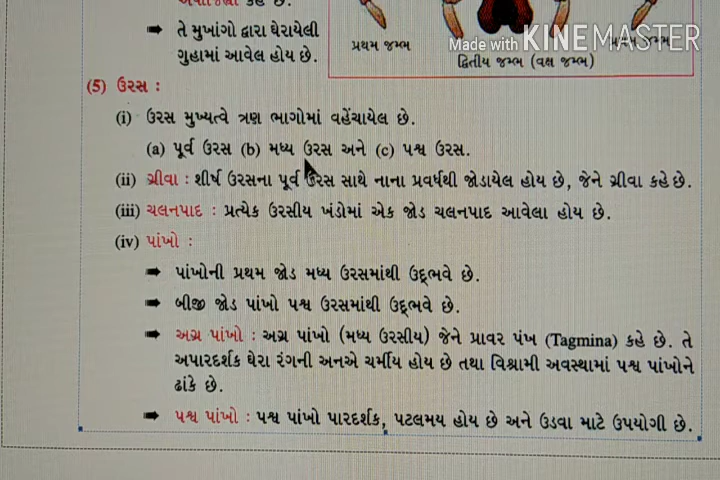 ➡ તે મુખાંગો દ્વારા ઘેરાયેલી
ગુહામાં આવેલ હોય છે.
પ્રથમ જમ્ભ
Made with KINEMASTER
દ્વિતીય જમ્ભ (વક્ષ જમ્ભ)
(5) ઉરસ :
(i) ઉરસ મુખ્યત્વે ત્રણ ભાગોમાં વહેંચાયેલ છે.
(a) પૂર્વ ઉરસ (b) મધ્ય ઉરસ અને (c) પશ્વ ઉરસ.
(ii) ગ્રીવા : શીર્ષ ઉરસના પૂર્વ ઉરસ સાથે નાના પ્રવર્ધથી જોડાયેલ હોય છે, જેને ગ્રીવા કહે છે.
(iii) ચલનપાદ : પ્રત્યેક ઉરસીય ખંડોમાં એક જોડ ચલનપાદ આવેલા હોય છે.
(iv) પાંખો :
➡ પાંખોની પ્રથમ જોડ મધ્ય ઉરસમાંથી ઉદ્દભવે છે.
➡ બીજી જોડ પાંખો પશ્વ ઉરસમાંથી ઉદ્દભવે છે.
➡ અગ્ર પાંખો : અગ્ર પાંખો (મધ્ય ઉરસીય) જેને પ્રાવર પંખ (Tagmina) કહે છે. તે
અપારદર્શક ઘેરા રંગની અનએ ચર્મીય હોય છે તથા વિશ્રામી અવસ્થામાં પશ્વ પાંખોને
ઢાંકે છે.
➡ પશ્વ પાંખો : પશ્વ પાંખો પારદર્શક, પટલમય હોય છે અને ઉડવા માટે ઉપયોગી છે.